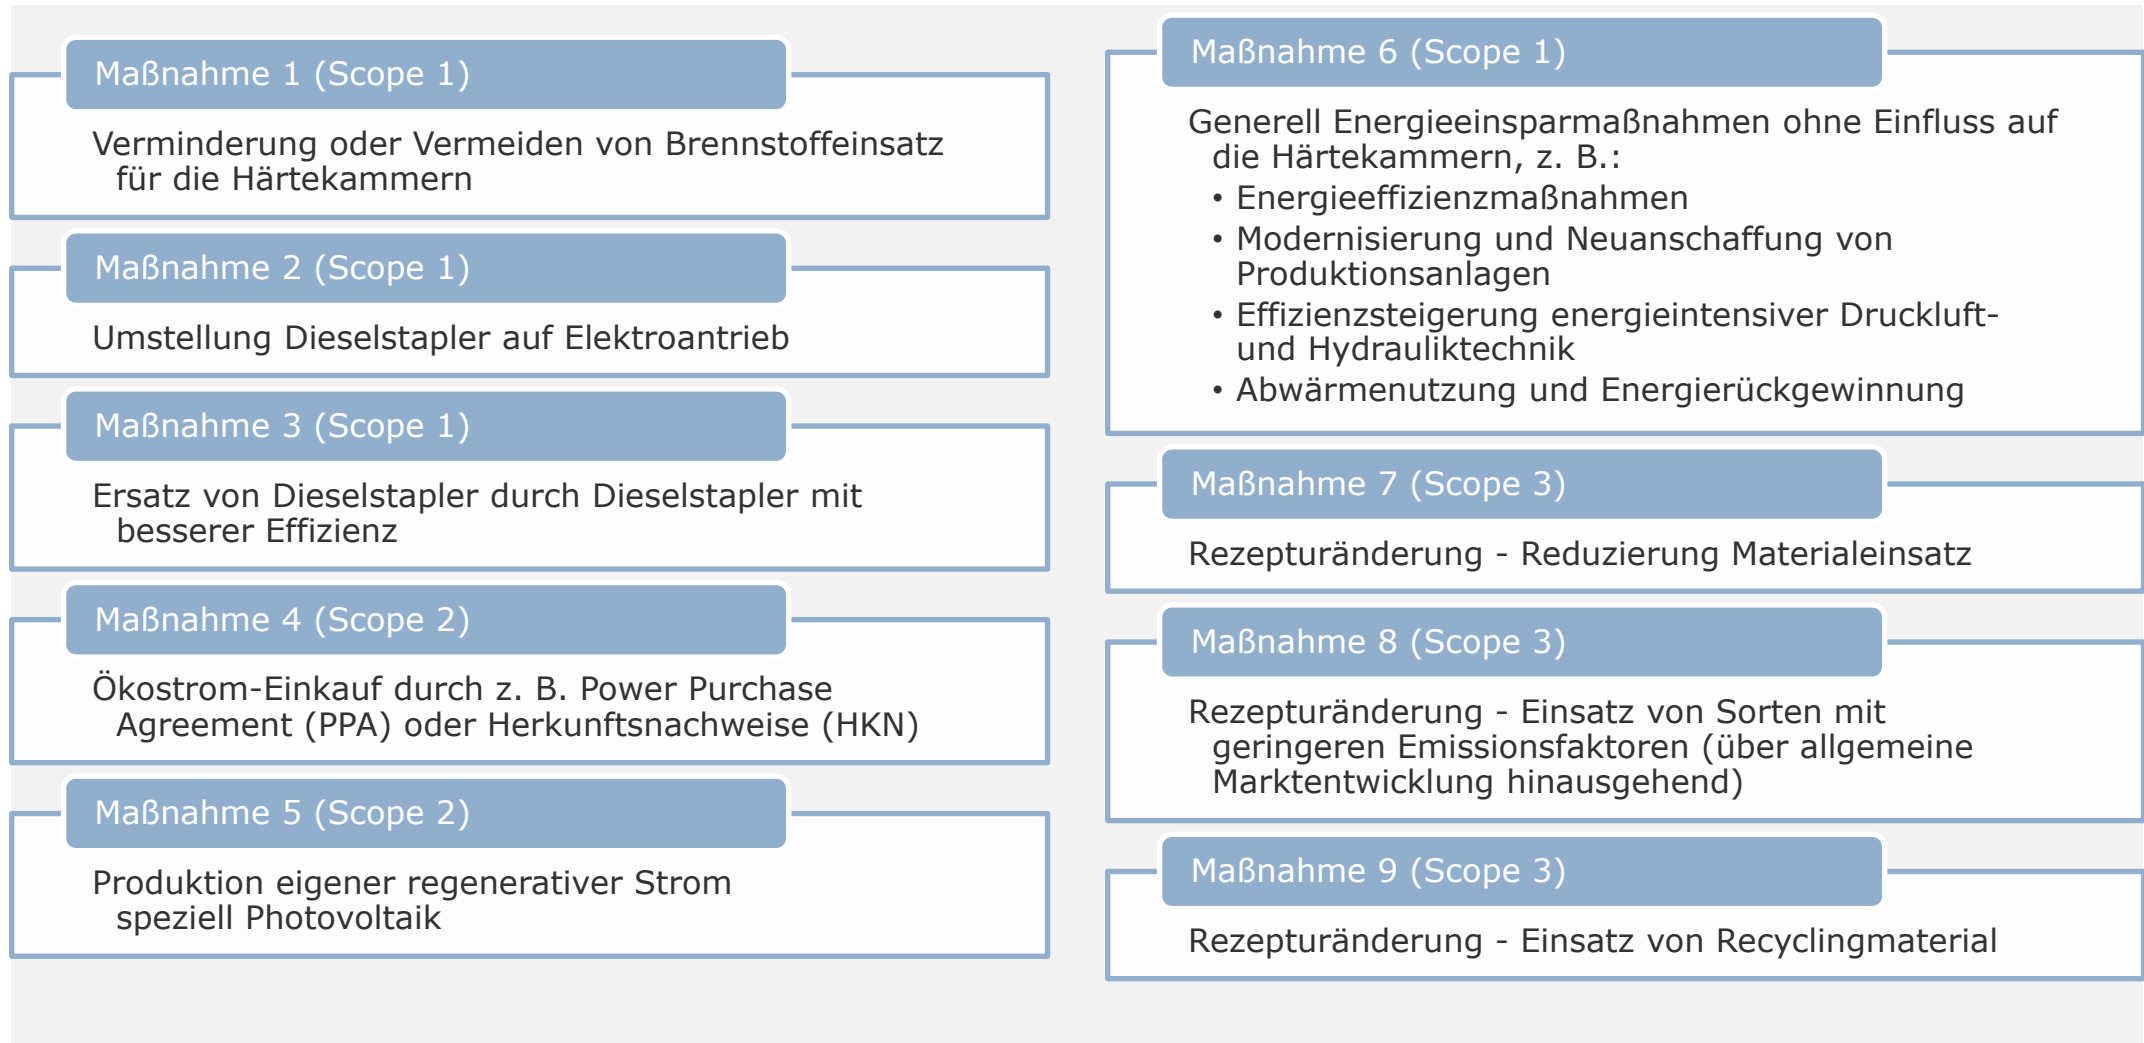 Maßnahme 1 (Scope 1)
Verminderung oder Vermeiden von Brennstoffeinsatz
für die Härtekammern
Maßnahme 2 (Scope 1)
Umstellung Dieselstapler auf Elektroantrieb
Maßnahme 3 (Scope 1)
Ersatz von Dieselstapler durch Dieselstapler mit
besserer Effizienz
Maßnahme 4 (Scope 2)
Ökostrom-Einkauf durch z. B. Power Purchase
Agreement (PPA) oder Herkunftsnachweise (HKN)
Maßnahme 5 (Scope 2)
Produktion eigener regenerativer Strom
speziell Photovoltaik
Maßnahme 6 (Scope 1)
Generell Energieeinsparmaßnahmen ohne Einfluss auf
die Härtekammern, z. B.:
• Energieeffizienzmaßnahmen
• Modernisierung und Neuanschaffung von
Produktionsanlagen
• Effizienzsteigerung energieintensiver Druckluft-
und Hydrauliktechnik
• Abwärmenutzung und Energierückgewinnung
Maßnahme 7 (Scope 3)
Rezepturänderung - Reduzierung Materialeinsatz
Maßnahme 8 (Scope 3)
Rezepturänderung - Einsatz von Sorten mit
geringeren Emissionsfaktoren (über allgemeine
Marktentwicklung hinausgehend)
Maßnahme 9 (Scope 3)
Rezepturänderung - Einsatz von Recyclingmaterial